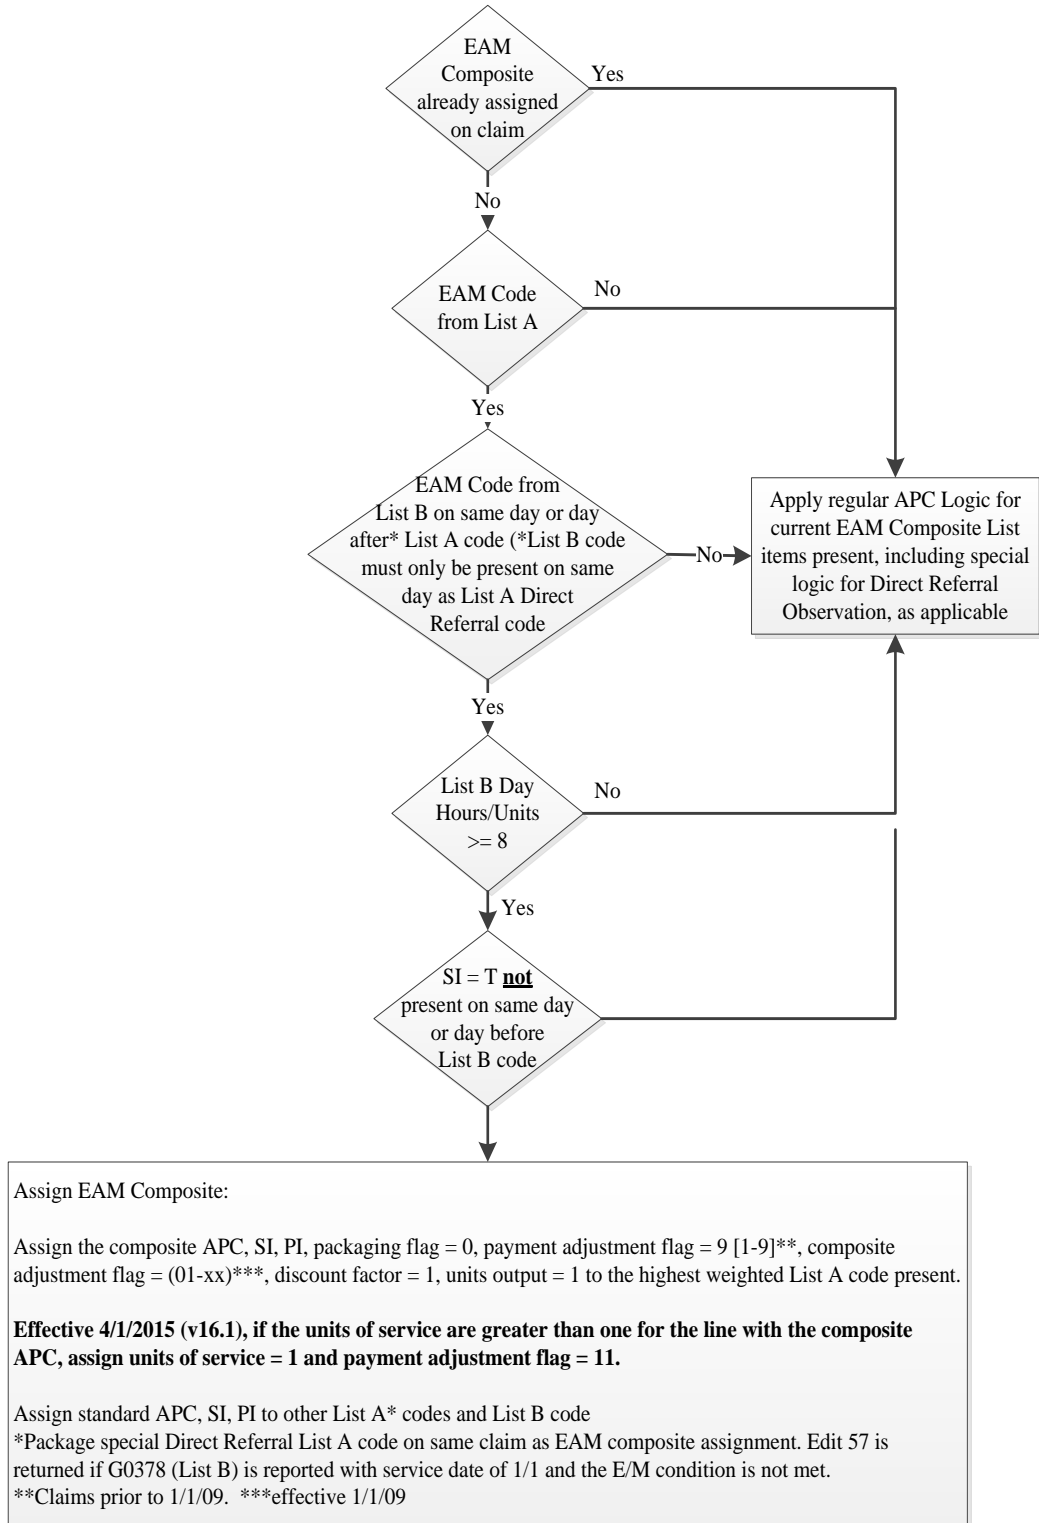 EAM
Composite
already assigned
on claim
Yes
No
EAM Code
from List A
No
Yes
EAM Code from
List B on same day or day
after* List A code (*List B code
must only be present on same
day as List A Direct
Referral code
No
Apply regular APC Logic for
current EAM Composite List
items present, including special
logic for Direct Referral
Observation, as applicable
Yes
List B Day
Hours/Units
>= 8
No
Yes
SI = T not
present on same day
or day before
List B code
Assign EAM Composite:
Assign the composite APC, SI, PI, packaging flag = 0, payment adjustment flag = 9 [1-9]**, composite
adjustment flag = (01-xx)***, discount factor = 1, units output = 1 to the highest weighted List A code present.
Effective 4/1/2015 (v16.1), if the units of service are greater than one for the line with the composite
APC, assign units of service = 1 and payment adjustment flag = 11.
Assign standard APC, SI, PI to other List A* codes and List B code
*Package special Direct Referral List A code on same claim as EAM composite assignment. Edit 57 is
returned if G0378 (List B) is reported with service date of 1/1 and the E/M condition is not met.
**Claims prior to 1/1/09.  ***effective 1/1/09